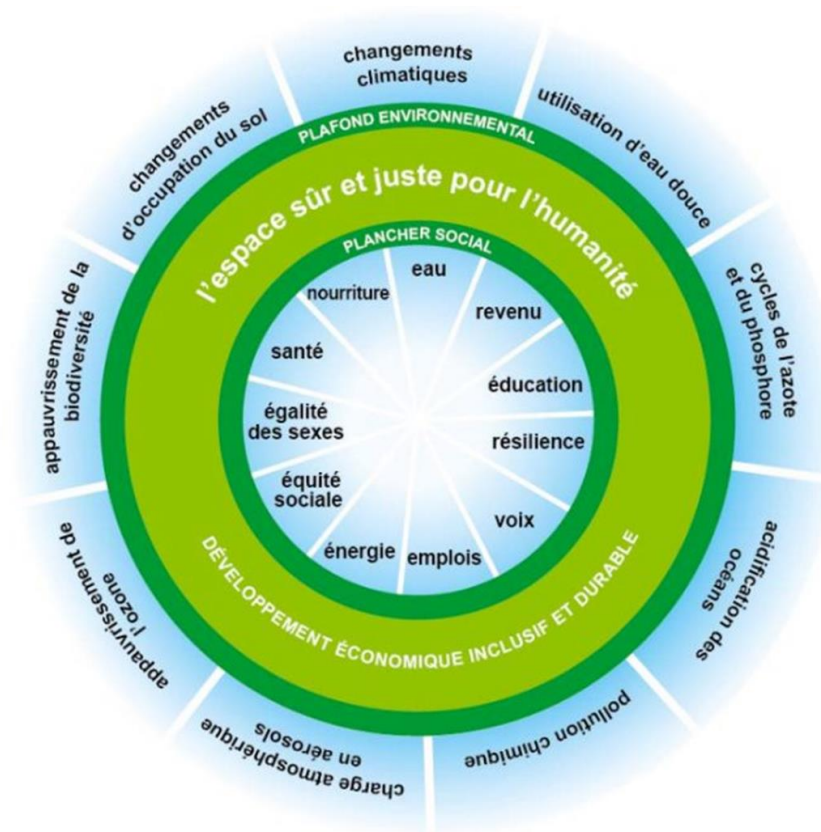 changements
climatiques
utilisation d'eau douce
cycles de l'azote
et du phosphore
acidification des
océans
pollution chimique
charge atmosphérique
en aérosols
appauvrissement de
l'ozone
appauvrissement de la
biodiversité
changements
d'occupation du sol
PLAFOND ENVIRONNEMENTAL
l'espace sûr et juste pour l'humanité
PLANCHER SOCIAL
eau
revenu
éducation
résilience
voix
emplois
énergie
équité
sociale
égalité
des sexes
santé
nourriture
DÉVELOPPEMENT ÉCONOMIQUE INCLUSIF ET DURABLE